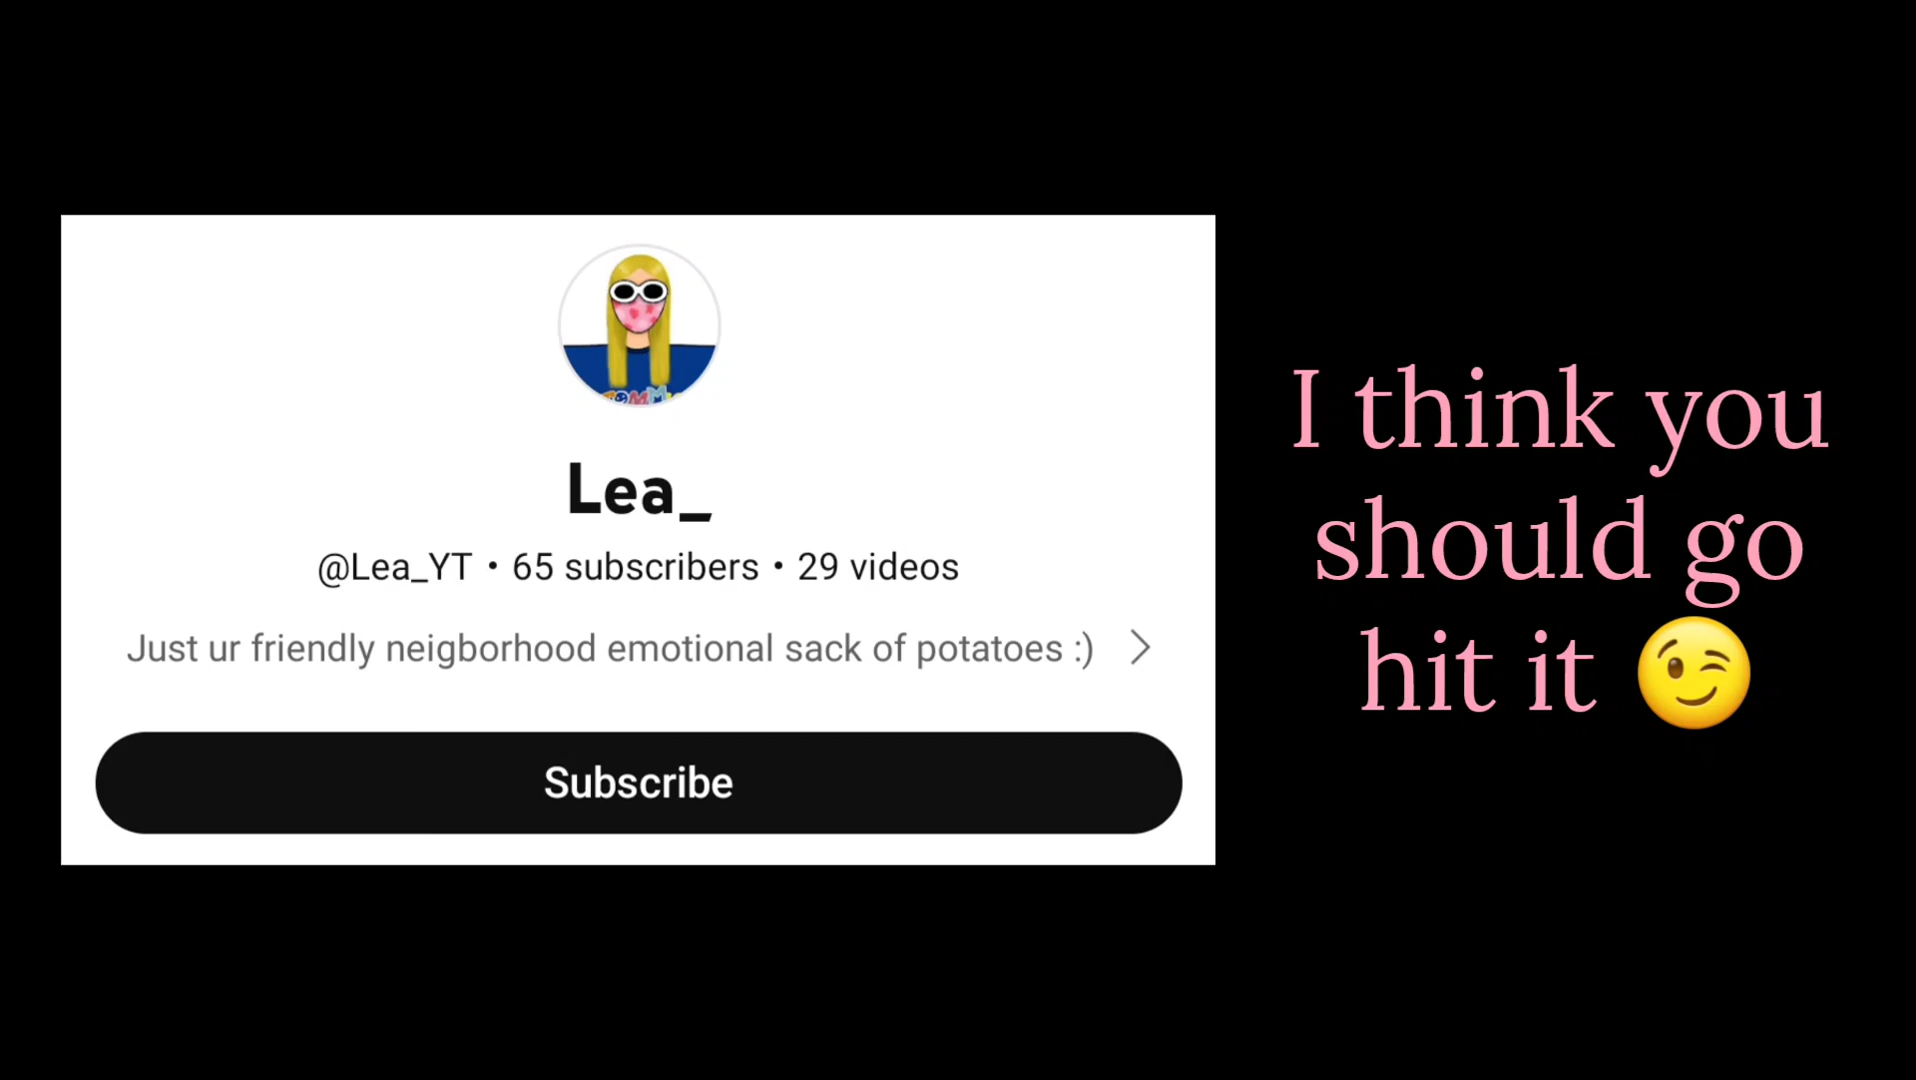 Lea_
@Lea_YT • 65 subscribers • 29 videos
Just ur friendly neigborhood emotional sack of potatoes :)
Subscribe
I think you
should go
hit it 😉